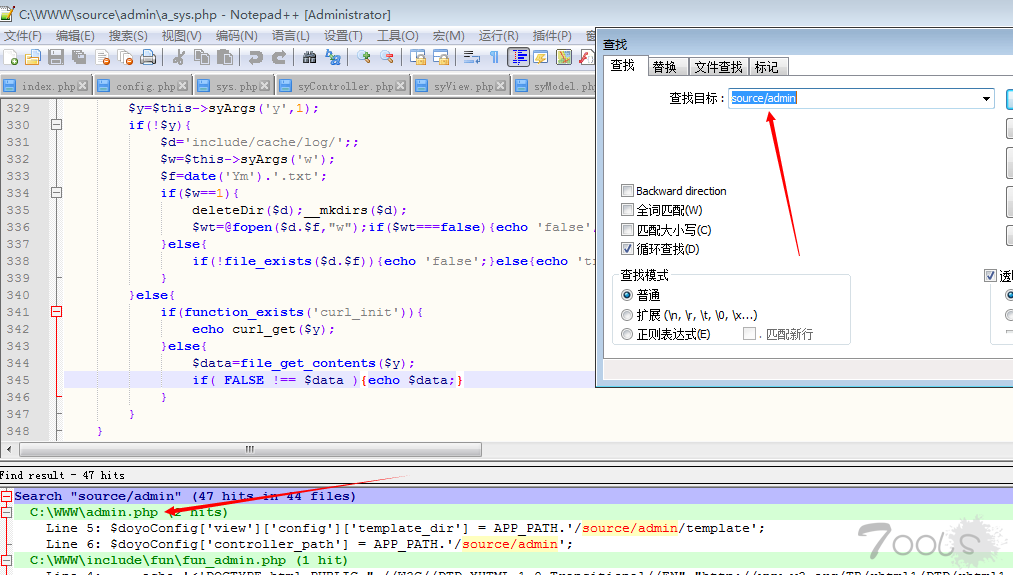 C:\WWW\source\admin\a_sys.php - Notepad++ [Administrator]
文件(F) 编辑(E) 搜索(S) 视图(V) 编码(N) 语言(L) 设置(T) 工具(O) 宏(M) 运行(R) 插件(P)
index.php config.php sys.php syController.php syView.php syModel.ph
329 $y=$this->syArgs('y',1);
330 if(!$y){
331 $d='include/cache/log/';;
332 $w=$this->syArgs('w');
333 $f=date('Ym').'.txt';
334 if($w==1){
335 deleteDir($d);__mkdirs($d);
336 $wt=@fopen($d.$f,"w");if($wt===false){echo 'false'
337 }else{
338 if(!file_exists($d.$f)){echo 'false';}else{echo 't
339 }
340 }else{
341 if(function_exists('curl_init')){
342 echo curl_get($y);
343 }else{
344 $data=file_get_contents($y);
345 if( FALSE !== $data ){echo $data;}
346 }
347 }
348 }
查找
查找 替换 文件查找 标记
查找目标：source/admin
Backward direction
全词匹配(W)
匹配大小写(C)
循环查找(D)
查找模式
普通
扩展 (\n, \r, \t, \0, \x...)
正则表达式(E) . 匹配新行
Find result - 47 hits
Search "source/admin" (47 hits in 44 files)
C:\WWW\admin.php (2 hits)
Line 5: $doyoConfig['view']['config']['template_dir'] = APP_PATH.'/source/admin/template';
Line 6: $doyoConfig['controller_path'] = APP_PATH.'/source/admin';
C:\WWW\include\fun\fun_admin.php (1 hit)
7ools